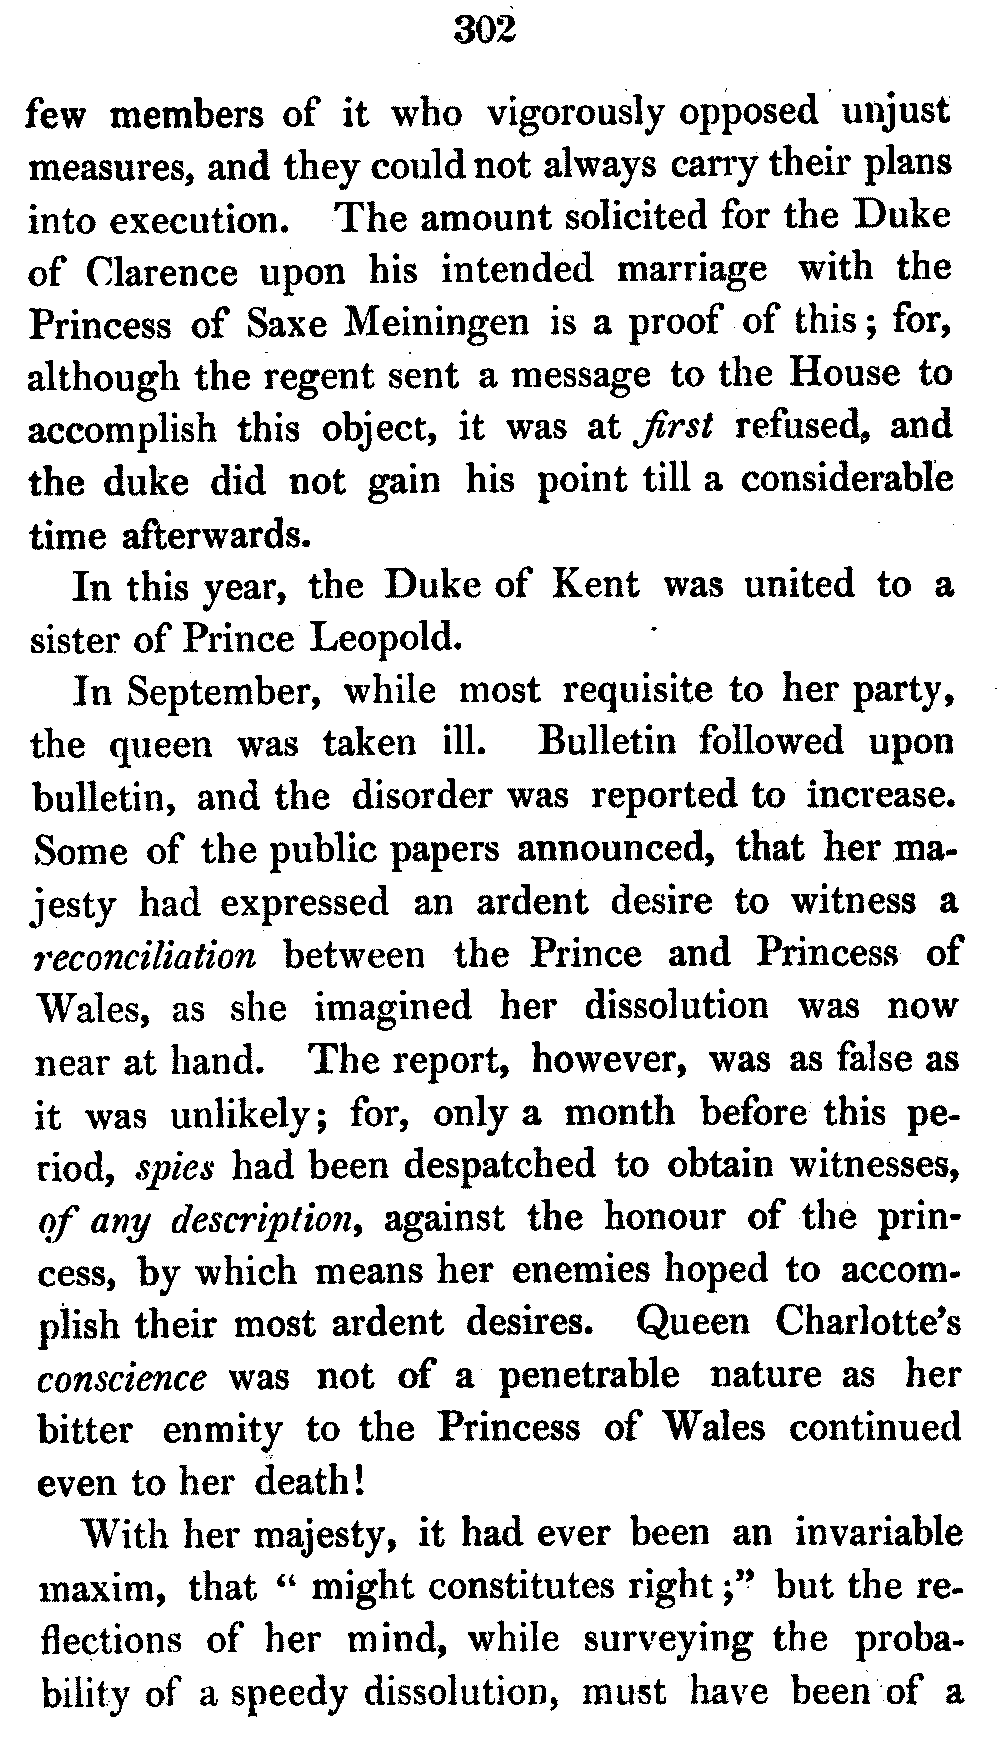 302
few members of it who vigorously opposed unjust
measures, and they could not always carry their plans
into execution. The amount solicited for the Duke
of Clarence upon his intended marriage with the
Princess of Saxe Meiningen is a proof of this; for,
although the regent sent a message to the House to
accomplish this object, it was at first refused, and
the duke did not gain his point till a considerable
time afterwards.
In this year, the Duke of Kent was united to a
sister of Prince Leopold.
In September, while most requisite to her party,
the queen was taken ill. Bulletin followed upon
bulletin, and the disorder was reported to increase.
Some of the public papers announced, that her ma-
jesty had expressed an ardent desire to witness a
reconciliation between the Prince and Princess of
Wales, as she imagined her dissolution was now
near at hand. The report, however, was as false as
it was unlikely; for, only a month before this pe-
riod, spies had been despatched to obtain witnesses,
of any description, against the honour of the prin-
cess, by which means her enemies hoped to accom-
plish their most ardent desires. Queen Charlotte's
conscience was not of a penetrable nature as her
bitter enmity to the Princess of Wales continued
even to her death!
With her majesty, it had ever been an invariable
maxim, that “ might constitutes right;” but the re-
flections of her mind, while surveying the proba-
bility of a speedy dissolution, must have been of a